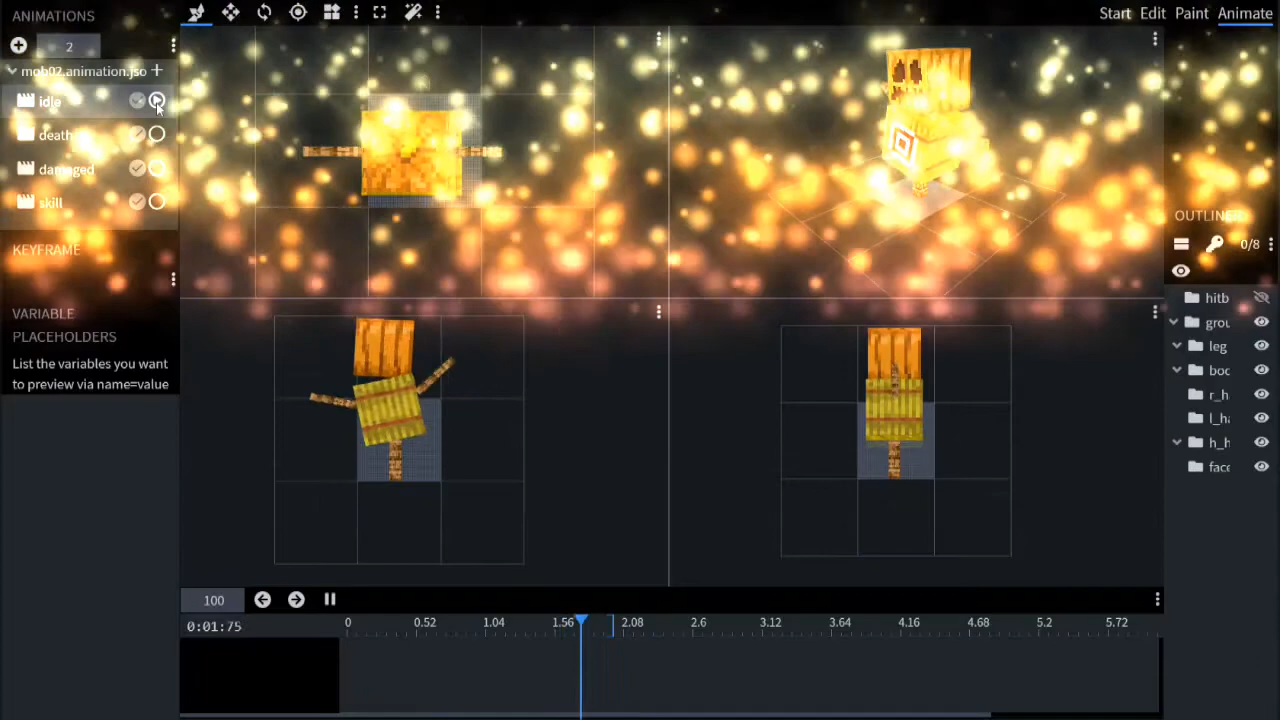 ANIMATIONS
Start Edit Paint Animate
2
mob02.animation.jso
idle
death
damaged
skill
KEYFRAME
VARIABLE
PLACEHOLDERS
List the variables you want
to preview via name=value
OUTLINER
0/8
hitb
grou
leg
boc
r_h
l_ha
h_h
face
100
0:01:75
0 0.52 1.04 1.56 2.08 2.6 3.12 3.64 4.16 4.68 5.2 5.72